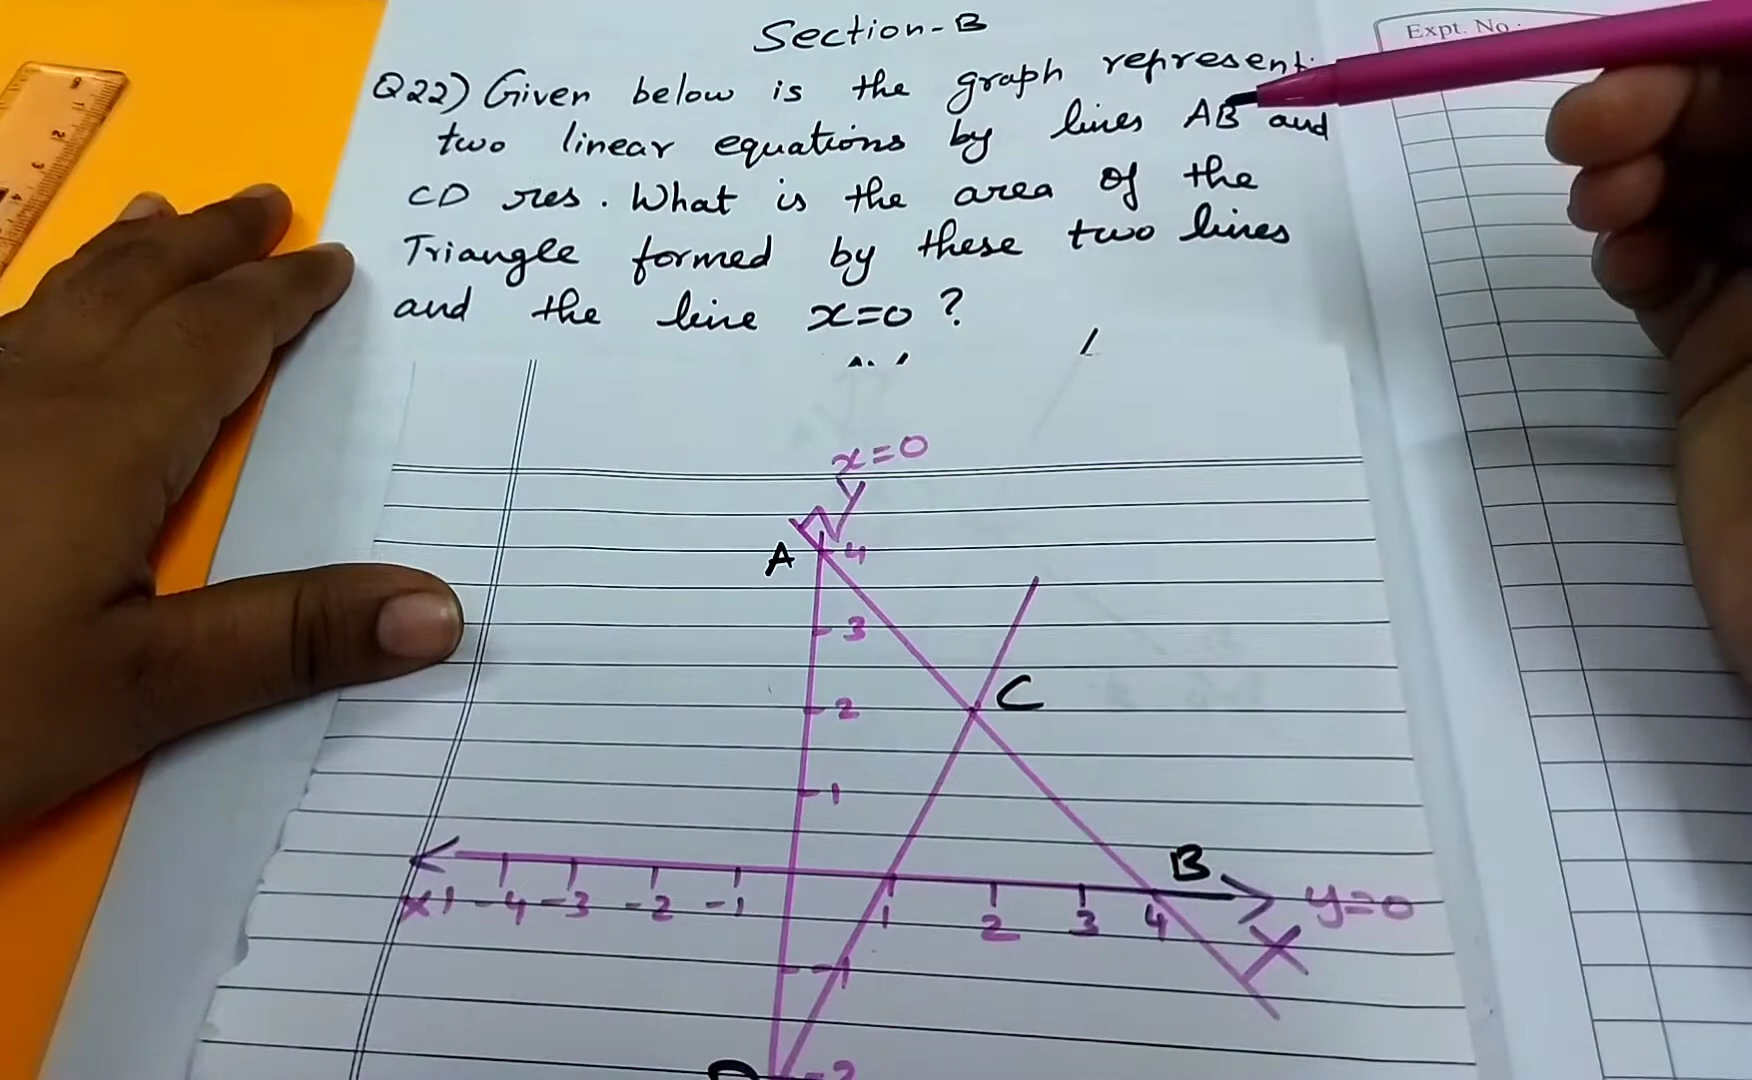 Expt. No.
Section-B
Q22) Given below is the graph represent
two linear equations by lines AB and
CD res. What is the area of the
Triangle formed by these two lines
and the line x=0 ?
x=0
y
A 4
3
2 C
1
B
x1 -4 -3 -2 -1 1 2 3 4 y=0
X
-1
D -2